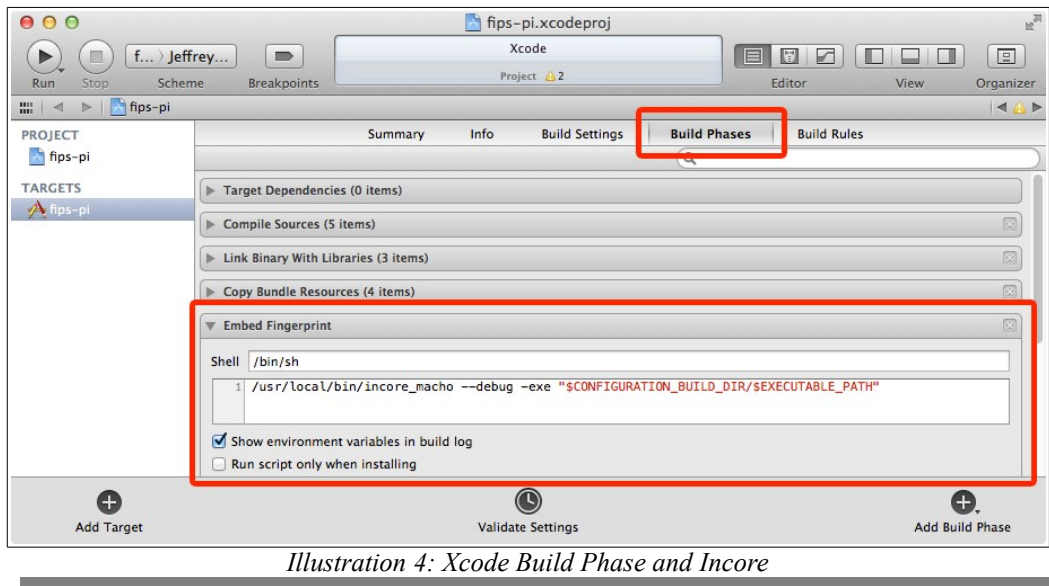 fips-pi.xcodeproj
f... 〉 Jeffrey...
Xcode
Project 2
Run Stop Scheme Breakpoints Editor View Organizer
fips-pi
PROJECT
fips-pi
TARGETS
fips-pi
Summary Info Build Settings Build Phases Build Rules
Target Dependencies (0 items)
Compile Sources (5 items)
Link Binary With Libraries (3 items)
Copy Bundle Resources (4 items)
Embed Fingerprint
Shell /bin/sh
1 /usr/local/bin/incore_macho --debug -exe "$CONFIGURATION_BUILD_DIR/$EXECUTABLE_PATH"
Show environment variables in build log
Run script only when installing
Add Target Validate Settings Add Build Phase
Illustration 4: Xcode Build Phase and Incore